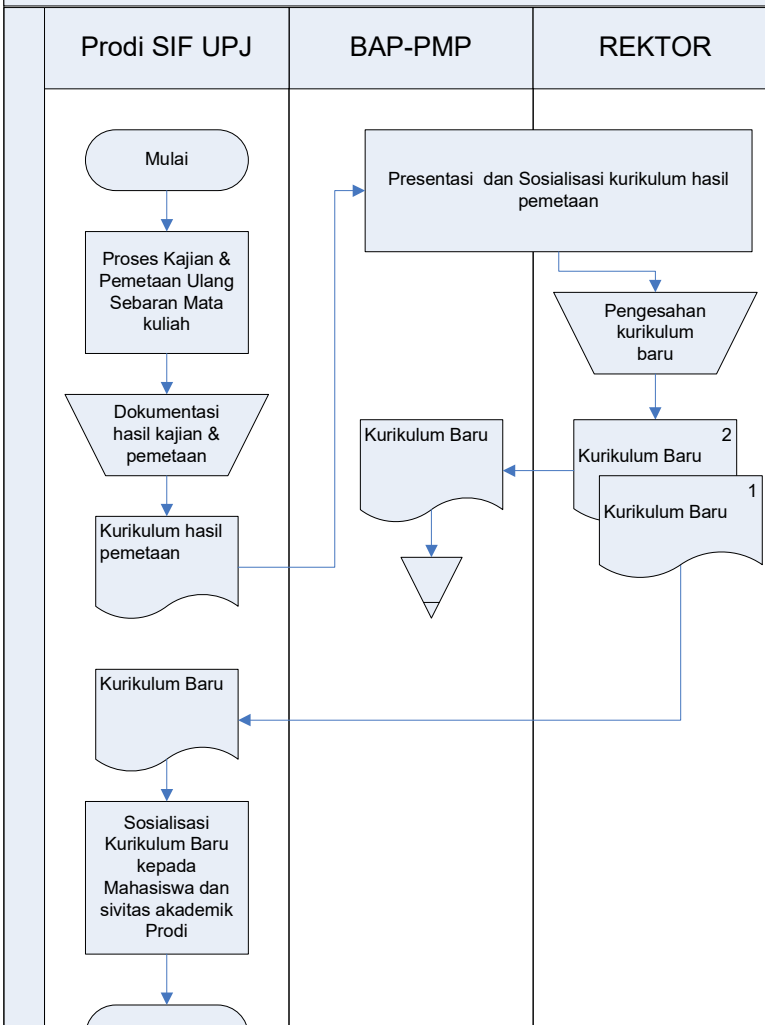 Prodi SIF UPJ
BAP-PMP
REKTOR
Mulai
Presentasi dan Sosialisasi kurikulum hasil
pemetaan
Proses Kajian &
Pemetaan Ulang
Sebaran Mata
kuliah
Pengesahan
kurikulum
baru
Dokumentasi
hasil kajian &
pemetaan
Kurikulum Baru
2
Kurikulum Baru
1
Kurikulum Baru
Kurikulum hasil
pemetaan
Kurikulum Baru
Sosialisasi
Kurikulum Baru
kepada
Mahasiswa dan
sivitas akademik
Prodi